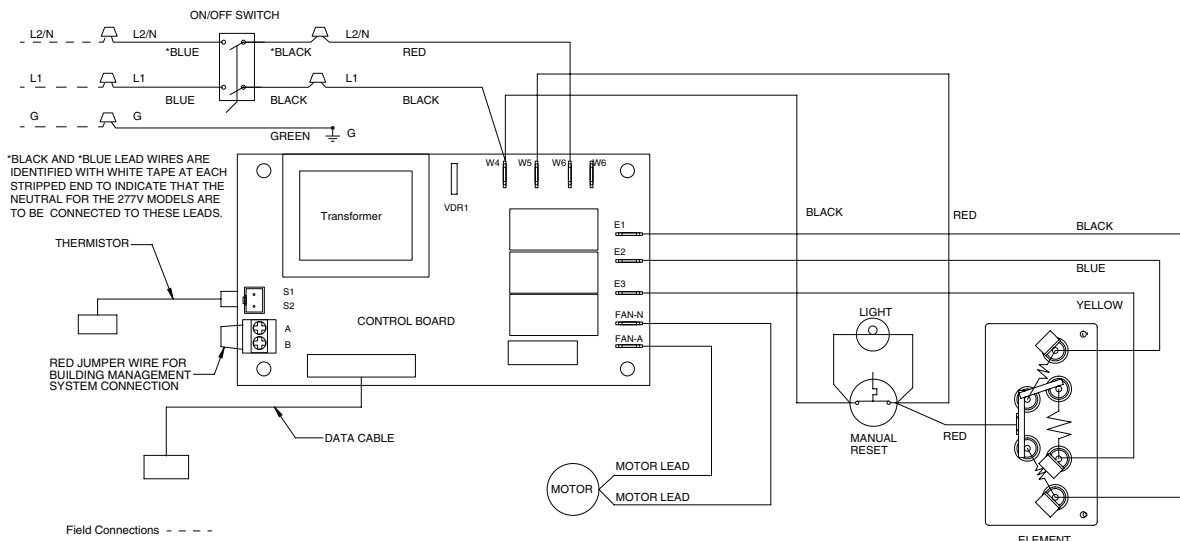 ON/OFF SWITCH
L2/N L2/N *BLUE *BLACK L2/N RED
L1 L1 BLUE BLACK L1 BLACK
G G GREEN G
*BLACK AND *BLUE LEAD WIRES ARE
IDENTIFIED WITH WHITE TAPE AT EACH
STRIPPED END TO INDICATE THAT THE
NEUTRAL FOR THE 277V MODELS ARE
TO BE CONNECTED TO THESE LEADS.
W4 W5 W6 W6
VDR1
Transformer
BLACK
RED
E1
BLACK
E2
BLUE
E3
YELLOW
FAN-N
FAN-A
THERMISTOR
S1
S2
A
B
CONTROL BOARD
LIGHT
RED JUMPER WIRE FOR
BUILDING MANAGEMENT
SYSTEM CONNECTION
DATA CABLE
MANUAL
RESET
RED
MOTOR LEAD
MOTOR
MOTOR LEAD
Field Connections
ELEMENT